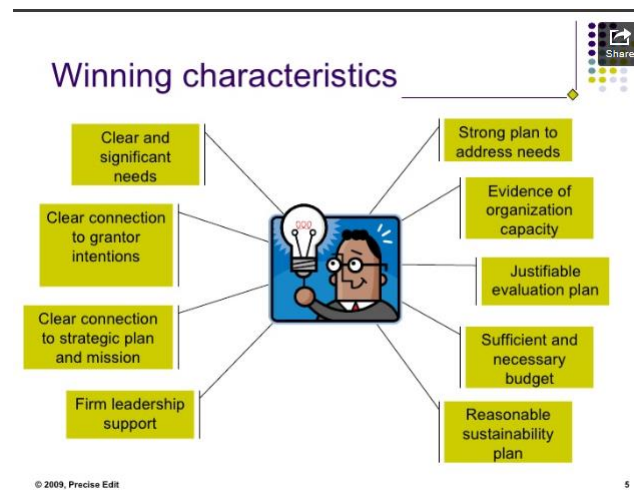 Share
Winning characteristics
Clear and
significant
needs
Clear connection
to grantor
intentions
Clear connection
to strategic plan
and mission
Firm leadership
support
Strong plan to
address needs
Evidence of
organization
capacity
Justifiable
evaluation plan
Sufficient and
necessary
budget
Reasonable
sustainability
plan
© 2009, Precise Edit
5